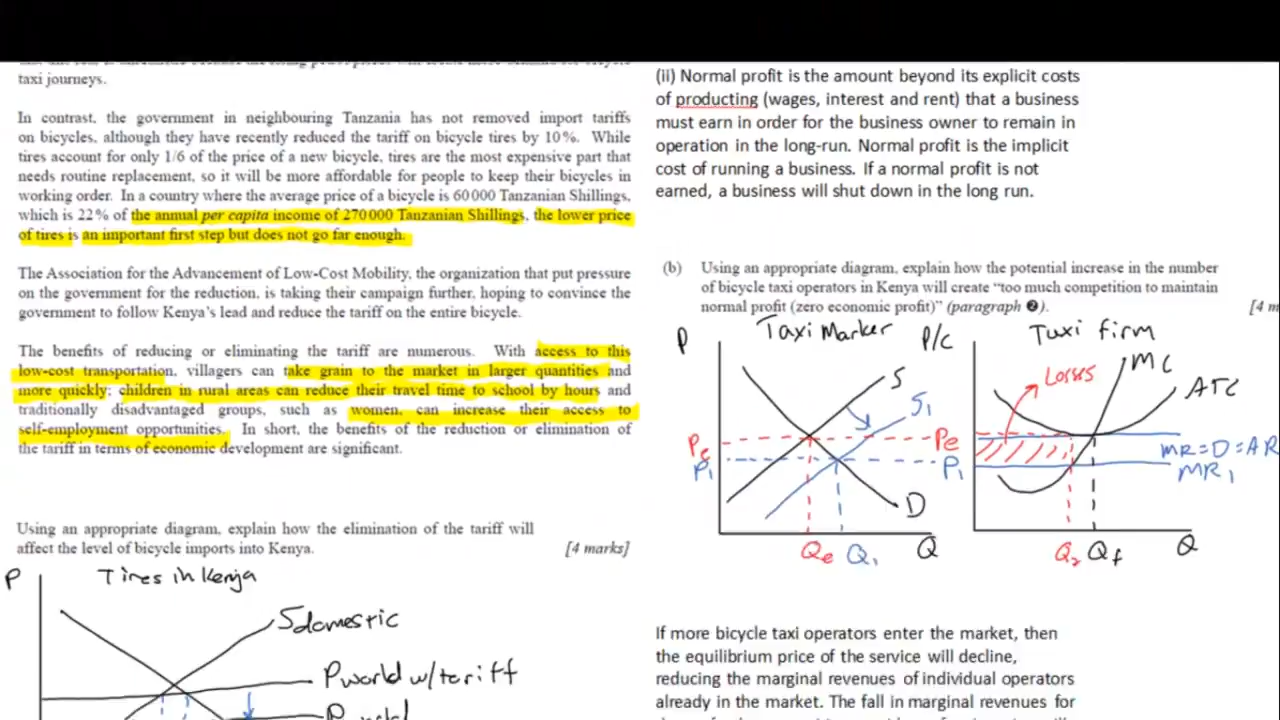 taxi journeys.
In contrast, the government in neighbouring Tanzania has not removed import tariffs
on bicycles, although they have recently reduced the tariff on bicycle tires by 10%. While
tires account for only 1/6 of the price of a new bicycle, tires are the most expensive part that
needs routine replacement, so it will be more affordable for people to keep their bicycles in
working order. In a country where the average price of a bicycle is 60 000 Tanzanian Shillings,
which is 22% of the annual per capita income of 270 000 Tanzanian Shillings, the lower price
of tires is an important first step but does not go far enough.
The Association for the Advancement of Low-Cost Mobility, the organization that put pressure
on the government for the reduction, is taking their campaign further, hoping to convince the
government to follow Kenya's lead and reduce the tariff on the entire bicycle.
The benefits of reducing or eliminating the tariff are numerous. With access to this
low-cost transportation, villagers can take grain to the market in larger quantities and
more quickly; children in rural areas can reduce their travel time to school by hours and
traditionally disadvantaged groups, such as women, can increase their access to
self-employment opportunities. In short, the benefits of the reduction or elimination of
the tariff in terms of economic development are significant.
Using an appropriate diagram, explain how the elimination of the tariff will
affect the level of bicycle imports into Kenya. [4 marks]
P Tires in Kenja
Sdomestic
Pworld w/tariff
(ii) Normal profit is the amount beyond its explicit costs
of producting (wages, interest and rent) that a business
must earn in order for the business owner to remain in
operation in the long-run. Normal profit is the implicit
cost of running a business. If a normal profit is not
earned, a business will shut down in the long run.
(b) Using an appropriate diagram, explain how the potential increase in the number
of bicycle taxi operators in Kenya will create "too much competition to maintain
normal profit (zero economic profit)" (paragraph ❷). [4 m
P Taxi Marker P/C Taxi firm
Losses MC
S ATC
S1
Pe Pe
MR=D=AR
P1 P1 MR1
D
Qe Q1 Q Q2 Qf Q
If more bicycle taxi operators enter the market, then
the equilibrium price of the service will decline,
reducing the marginal revenues of individual operators
already in the market. The fall in marginal revenues for